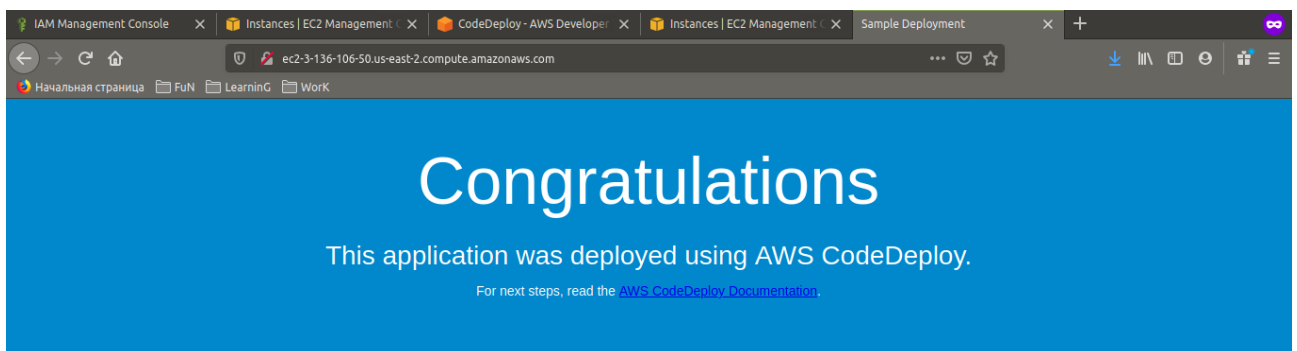 IAM Management Console
Instances | EC2 Management C
CodeDeploy - AWS Developer
Instances | EC2 Management C
Sample Deployment
ec2-3-136-106-50.us-east-2.compute.amazonaws.com
Начальная страница FuN LearninG WorK
Congratulations
This application was deployed using AWS CodeDeploy.
For next steps, read the AWS CodeDeploy Documentation.